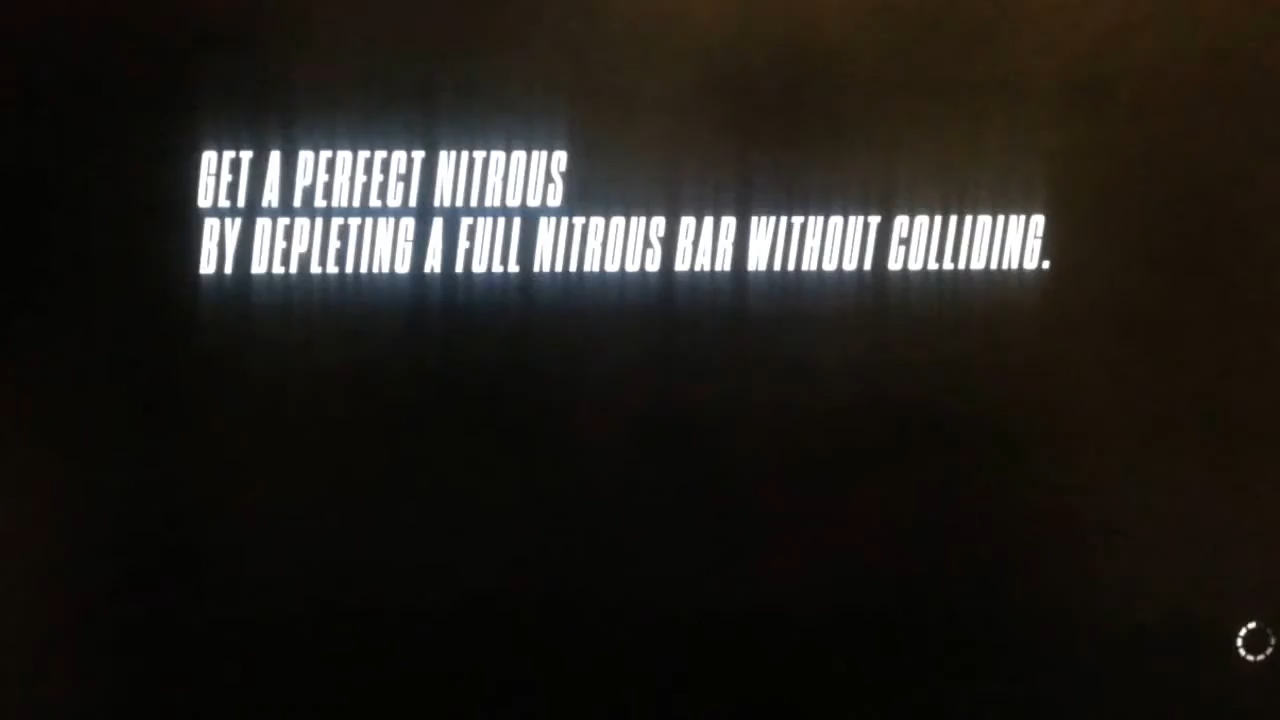 GET A PERFECT NITROUS
BY DEPLETING A FULL NITROUS BAR WITHOUT COLLIDING.